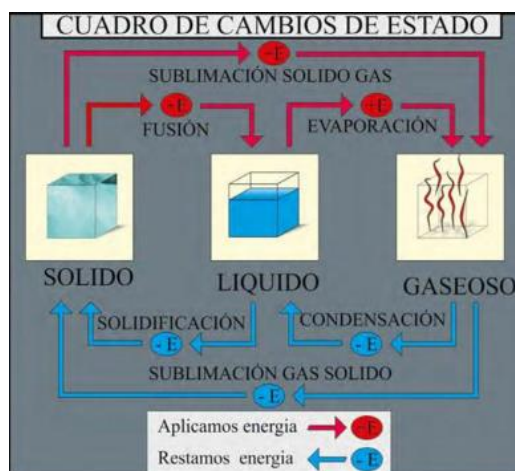 CUADRO DE CAMBIOS DE ESTADO
+E
SUBLIMACIÓN SOLIDO GAS
+E
+E
FUSIÓN
EVAPORACIÓN
SOLIDO
LIQUIDO
GASEOSO
SOLIDIFICACIÓN
CONDENSACIÓN
- E
- E
SUBLIMACIÓN GAS SOLIDO
- E
Aplicamos energia
+E
Restamos energia
- E